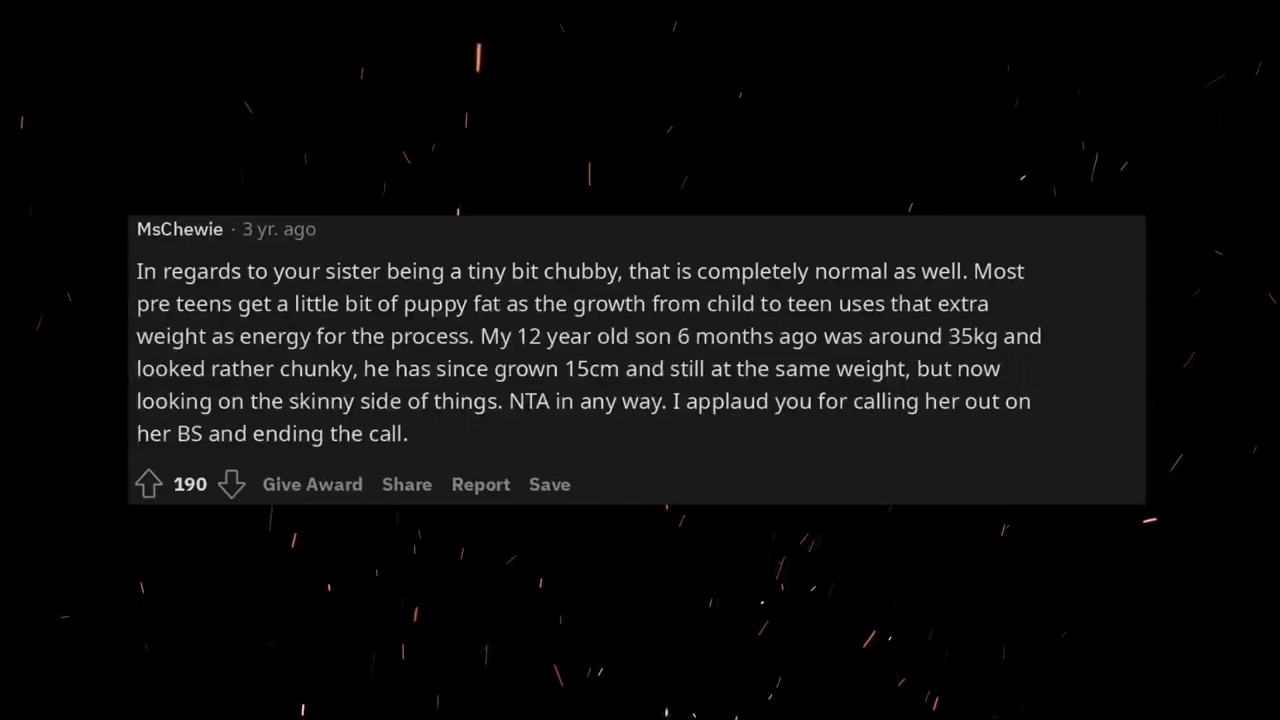 MsChewie · 3 yr. ago
In regards to your sister being a tiny bit chubby, that is completely normal as well. Most
pre teens get a little bit of puppy fat as the growth from child to teen uses that extra
weight as energy for the process. My 12 year old son 6 months ago was around 35kg and
looked rather chunky, he has since grown 15cm and still at the same weight, but now
looking on the skinny side of things. NTA in any way. I applaud you for calling her out on
her BS and ending the call.
190 Give Award Share Report Save